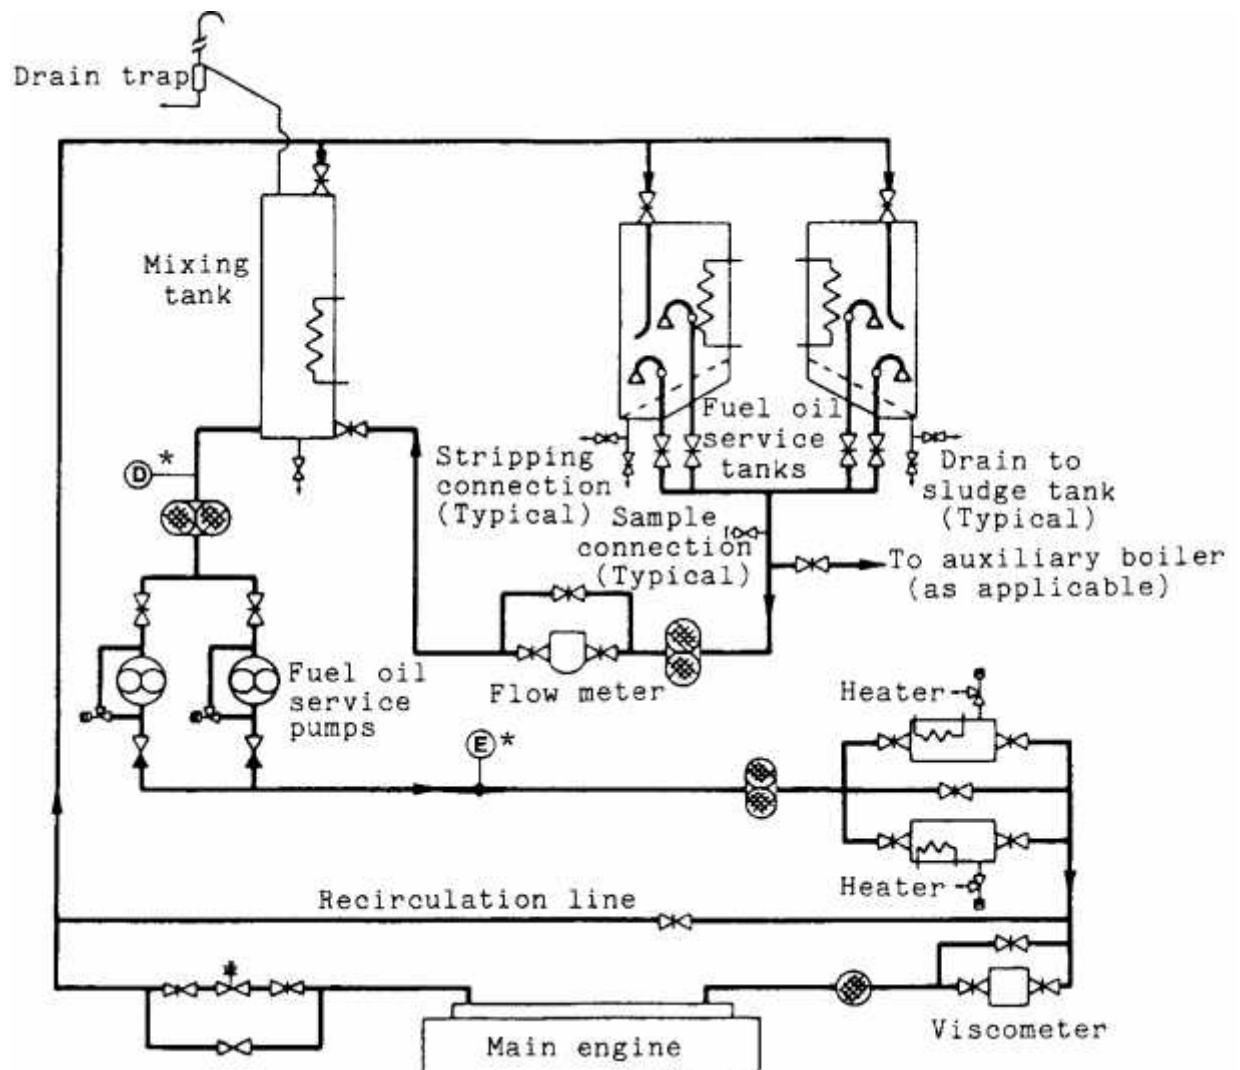 Drain trap
Mixing
tank
Fuel oil
service
tanks
Stripping
connection
(Typical)
Drain to
sludge tank
(Typical)
D *
Sample
connection
(Typical)
To auxiliary boiler
(as applicable)
Flow meter
Fuel oil
service
pumps
Heater
E *
Heater
Recirculation line
Viscometer
Main engine